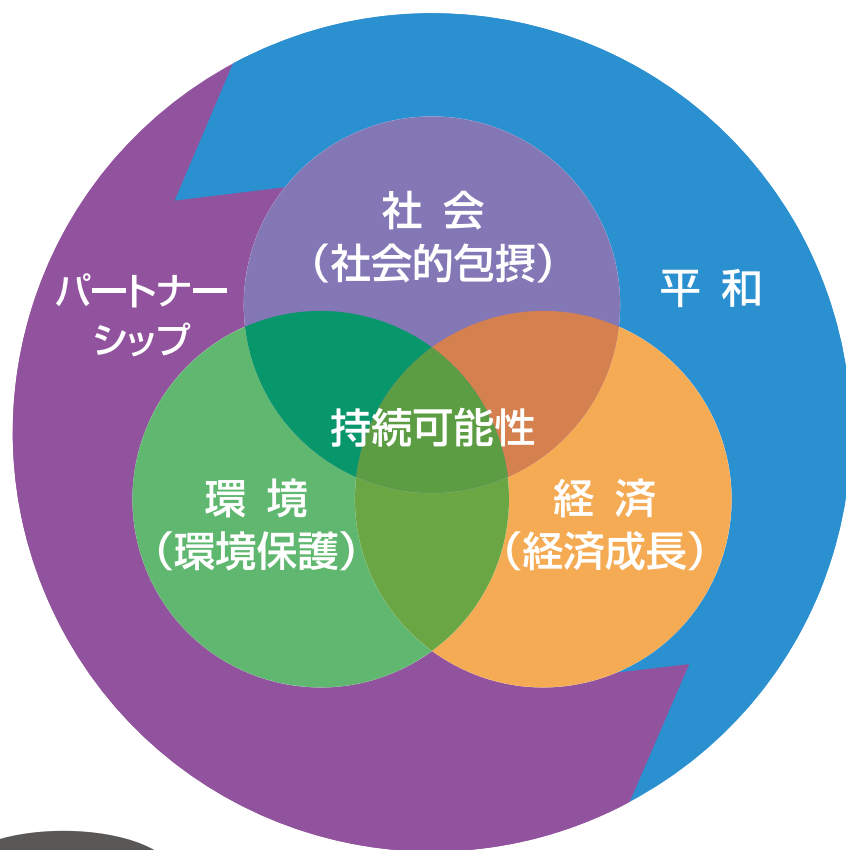 社 会
（社会的包摂）
パートナー
シップ
平 和
持続可能性
環 境
（環境保護）
経 済
（経済成長）